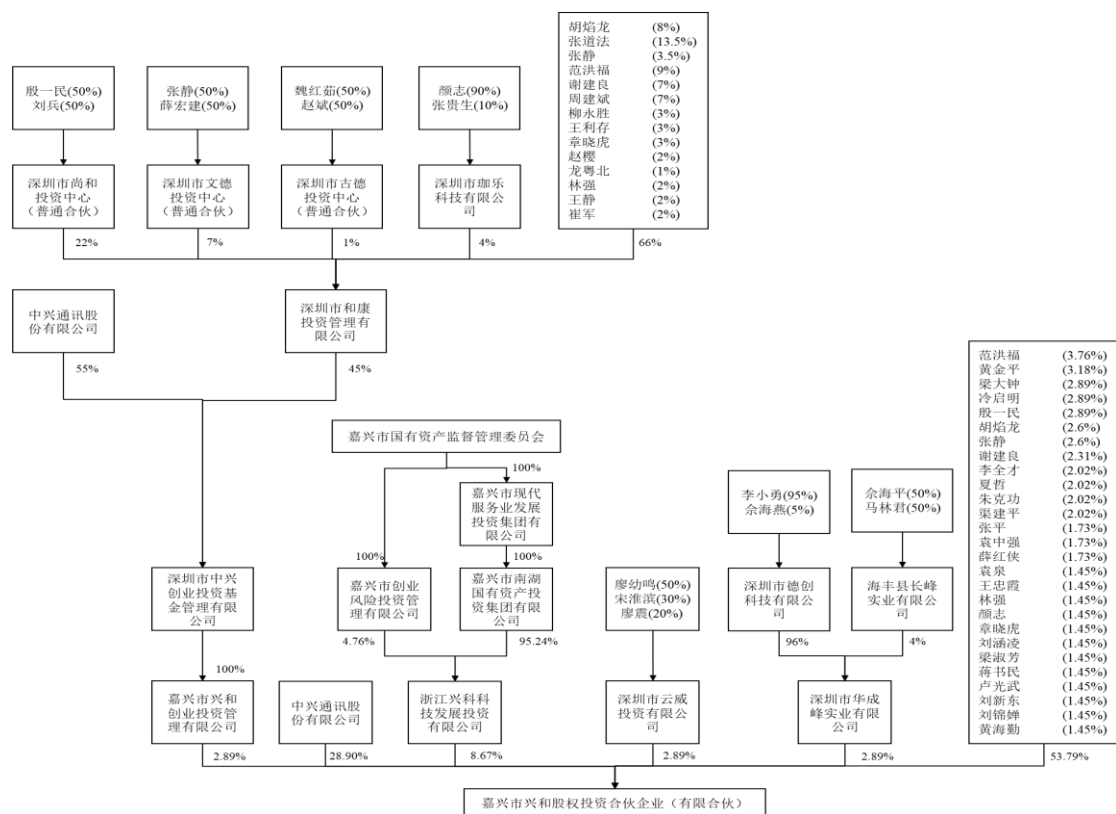 胡焰龙 (8%)
张道法 (13.5%)
张静 (3.5%)
范洪福 (9%)
谢建良 (7%)
周建斌 (7%)
柳永胜 (3%)
王利存 (3%)
章晓虎 (3%)
赵樱 (2%)
龙粤北 (1%)
林强 (2%)
王静 (2%)
崔军 (2%)
殷一民(50%)
刘兵(50%)
张静(50%)
薛宏建(50%)
魏红茹(50%)
赵斌(50%)
颜志(90%)
张贵生(10%)
深圳市尚和
投资中心
（普通合伙）
深圳市文德
投资中心
（普通合伙）
深圳市古德
投资中心
（普通合伙）
深圳市珈乐
科技有限公
司
22%
7%
1%
4%
66%
中兴通讯股
份有限公司
深圳市和康
投资管理有
限公司
55%
45%
范洪福 (3.76%)
黄金平 (3.18%)
梁大钟 (2.89%)
冷启明 (2.89%)
殷一民 (2.89%)
胡焰龙 (2.6%)
张静 (2.6%)
谢建良 (2.31%)
李全才 (2.02%)
夏哲 (2.02%)
朱克功 (2.02%)
渠建平 (2.02%)
张平 (1.73%)
袁中强 (1.73%)
薛红侠 (1.73%)
袁泉 (1.45%)
王忠霞 (1.45%)
林强 (1.45%)
颜志 (1.45%)
章晓虎 (1.45%)
刘涵凌 (1.45%)
梁淑芳 (1.45%)
蒋书民 (1.45%)
卢光武 (1.45%)
刘新东 (1.45%)
刘锦婵 (1.45%)
黄海勤 (1.45%)
嘉兴市国有资产监督管理委员会
100%
嘉兴市现代
服务业发展
投资集团有
限公司
李小勇(95%)
佘海燕(5%)
佘海平(50%)
马林君(50%)
100%
100%
深圳市中兴
创业投资基
金管理有限
公司
嘉兴市创业
风险投资管
理有限公司
嘉兴市南湖
国有资产投
资集团有限
公司
廖幼鸣(50%)
宋淮滨(30%)
廖震(20%)
深圳市德创
科技有限公
司
海丰县长峰
实业有限公
司
4.76%
95.24%
96%
4%
100%
嘉兴市兴和
创业投资管
理有限公司
中兴通讯股
份有限公司
浙江兴科科
技发展投资
有限公司
深圳市云威
投资有限公
司
深圳市华成
峰实业有限
公司
2.89%
28.90%
8.67%
2.89%
2.89%
53.79%
嘉兴市兴和股权投资合伙企业（有限合伙）